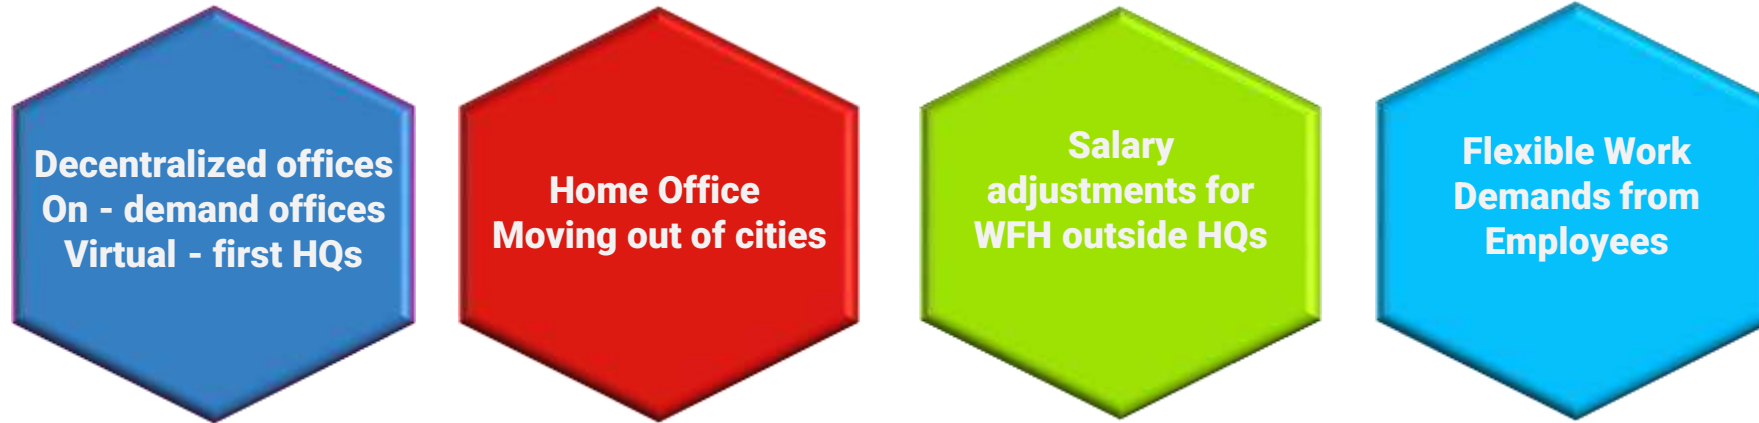 Decentralized offices
On - demand offices
Virtual - first HQs
Home Office
Moving out of cities
Salary
adjustments for
WFH outside HQs
Flexible Work
Demands from
Employees